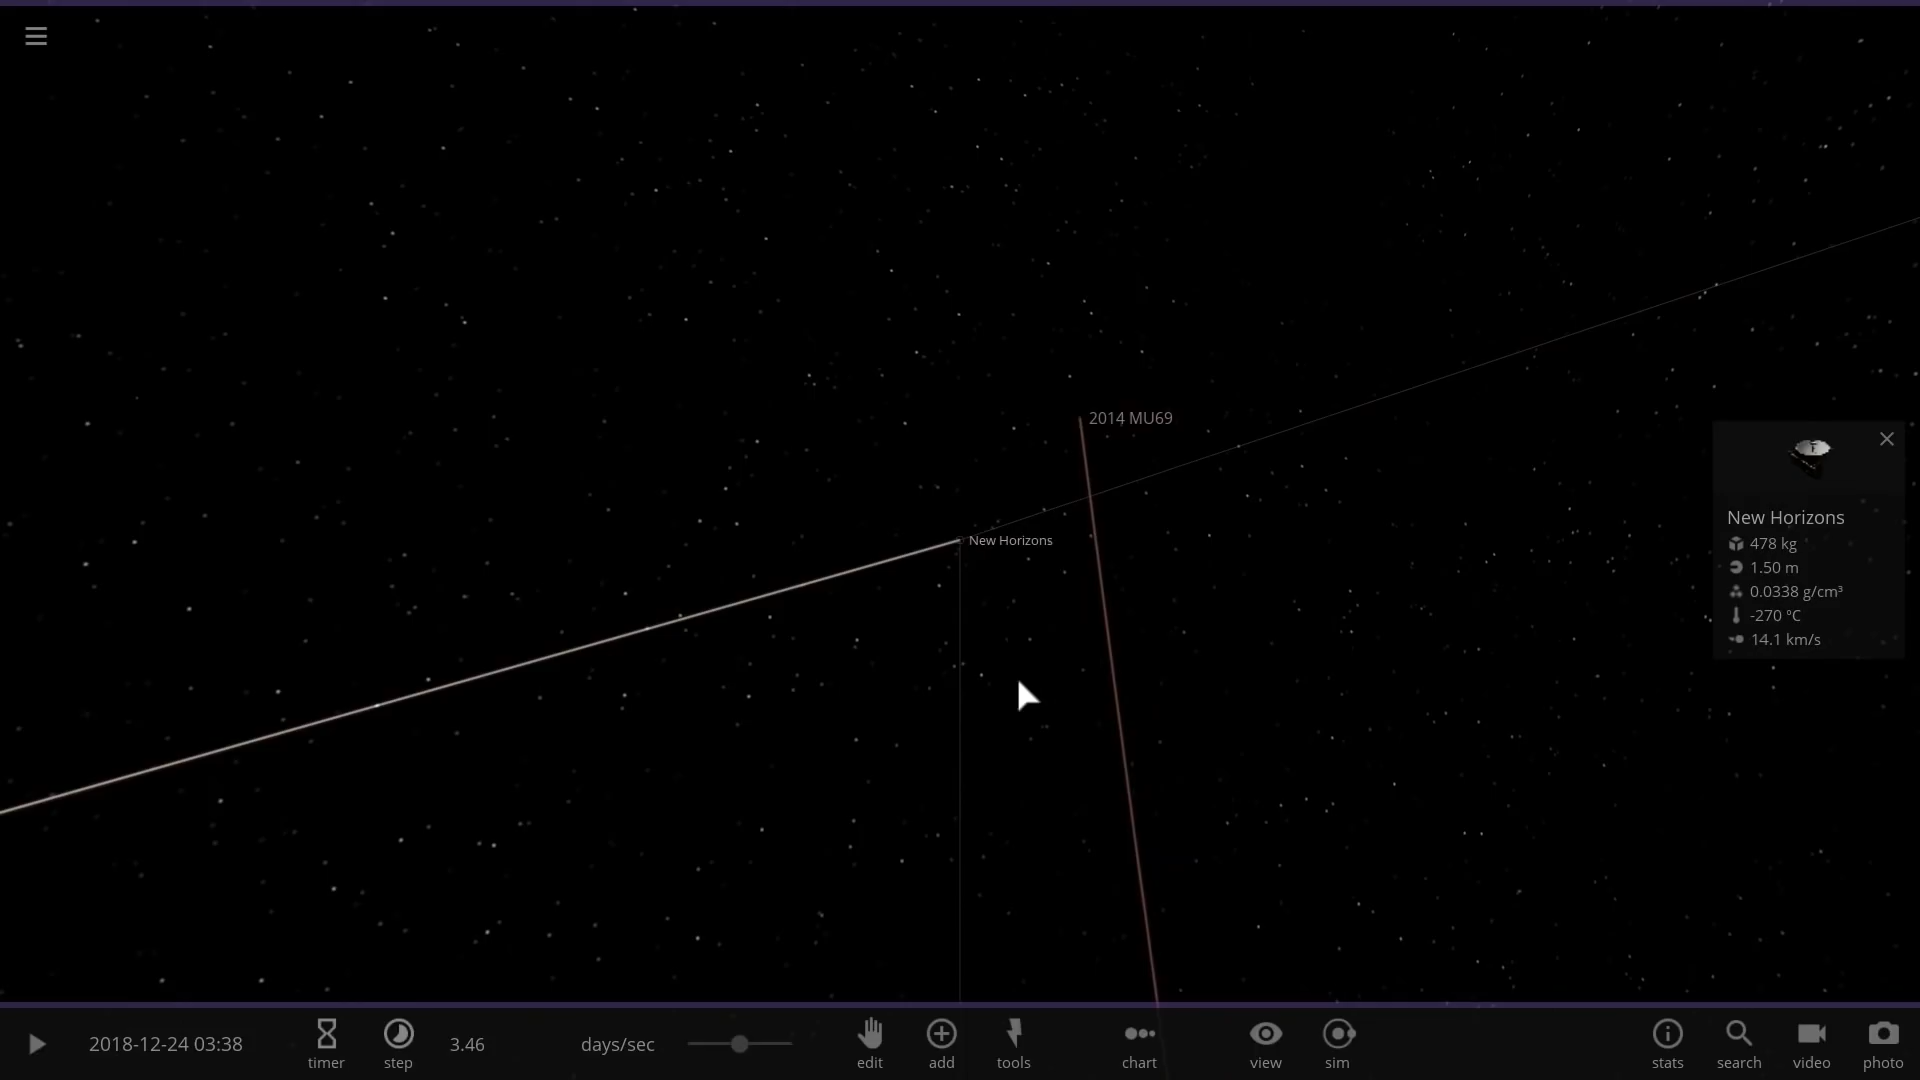 2014 MU69
New Horizons
New Horizons
478 kg
1.50 m
0.0338 g/cm³
-270 °C
14.1 km/s
2018-12-24 03:38
timer
step
3.46
days/sec
edit
add
tools
chart
view
sim
stats
search
video
photo